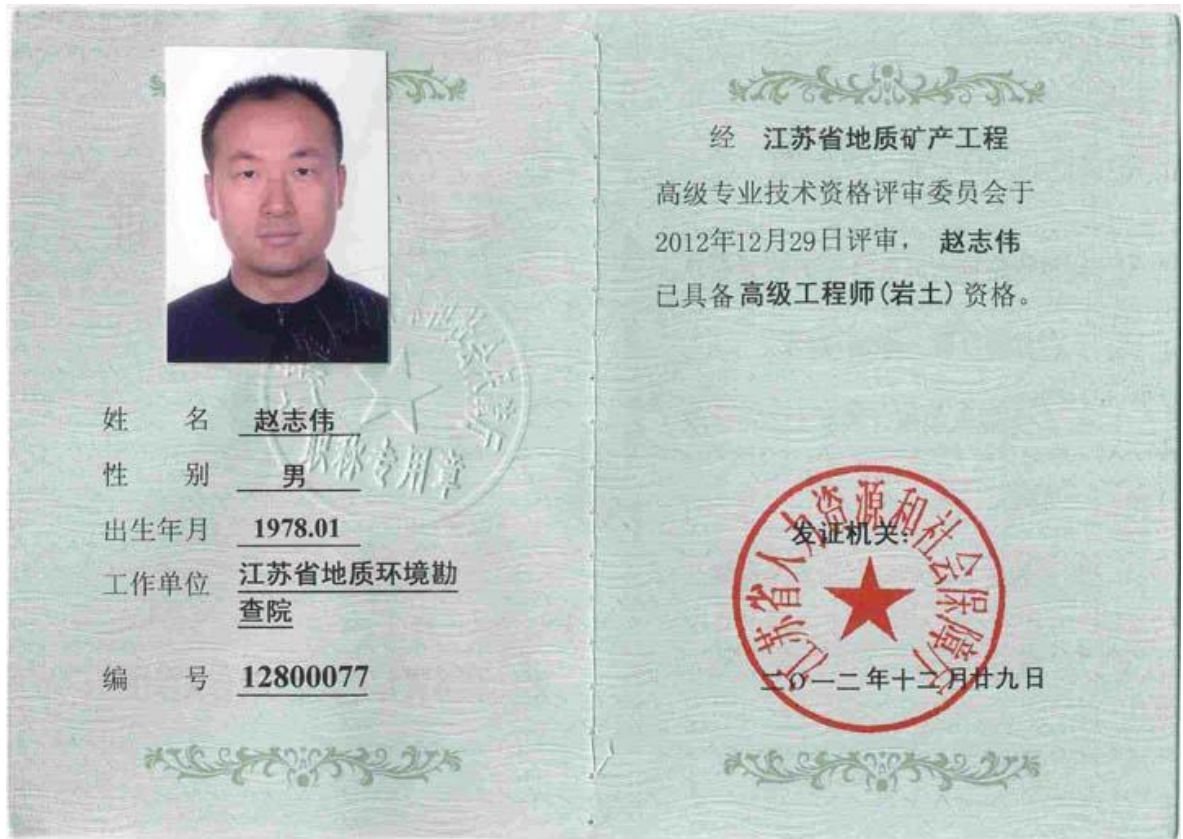 姓 名 赵志伟
性 别 男
出生年月 1978.01
工作单位 江苏省地质环境勘
查院
编 号 12800077
职称专用章
经 江苏省地质矿产工程
高级专业技术资格评审委员会于
2012年12月29日评审， 赵志伟
已具备高级工程师(岩土)资格。
江苏省人力资源和社会保障厅
发证机关：
二〇一二年十二月廿九日